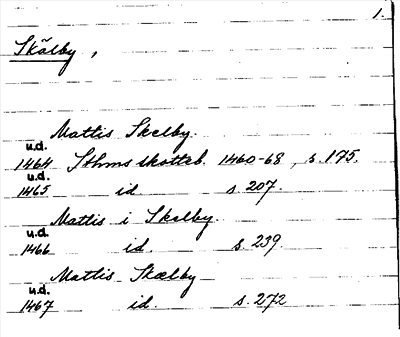 1.
Skälby,
Mattis Skelby.
u.d.
1464 Sthms skotteb. 1460-68, s. 175.
u.d.
1465 id. s. 207.
Mattis i Skelby.
u.d.
1466 id. s. 239.
Mattis Skælby
u.d.
1467 id. s. 272